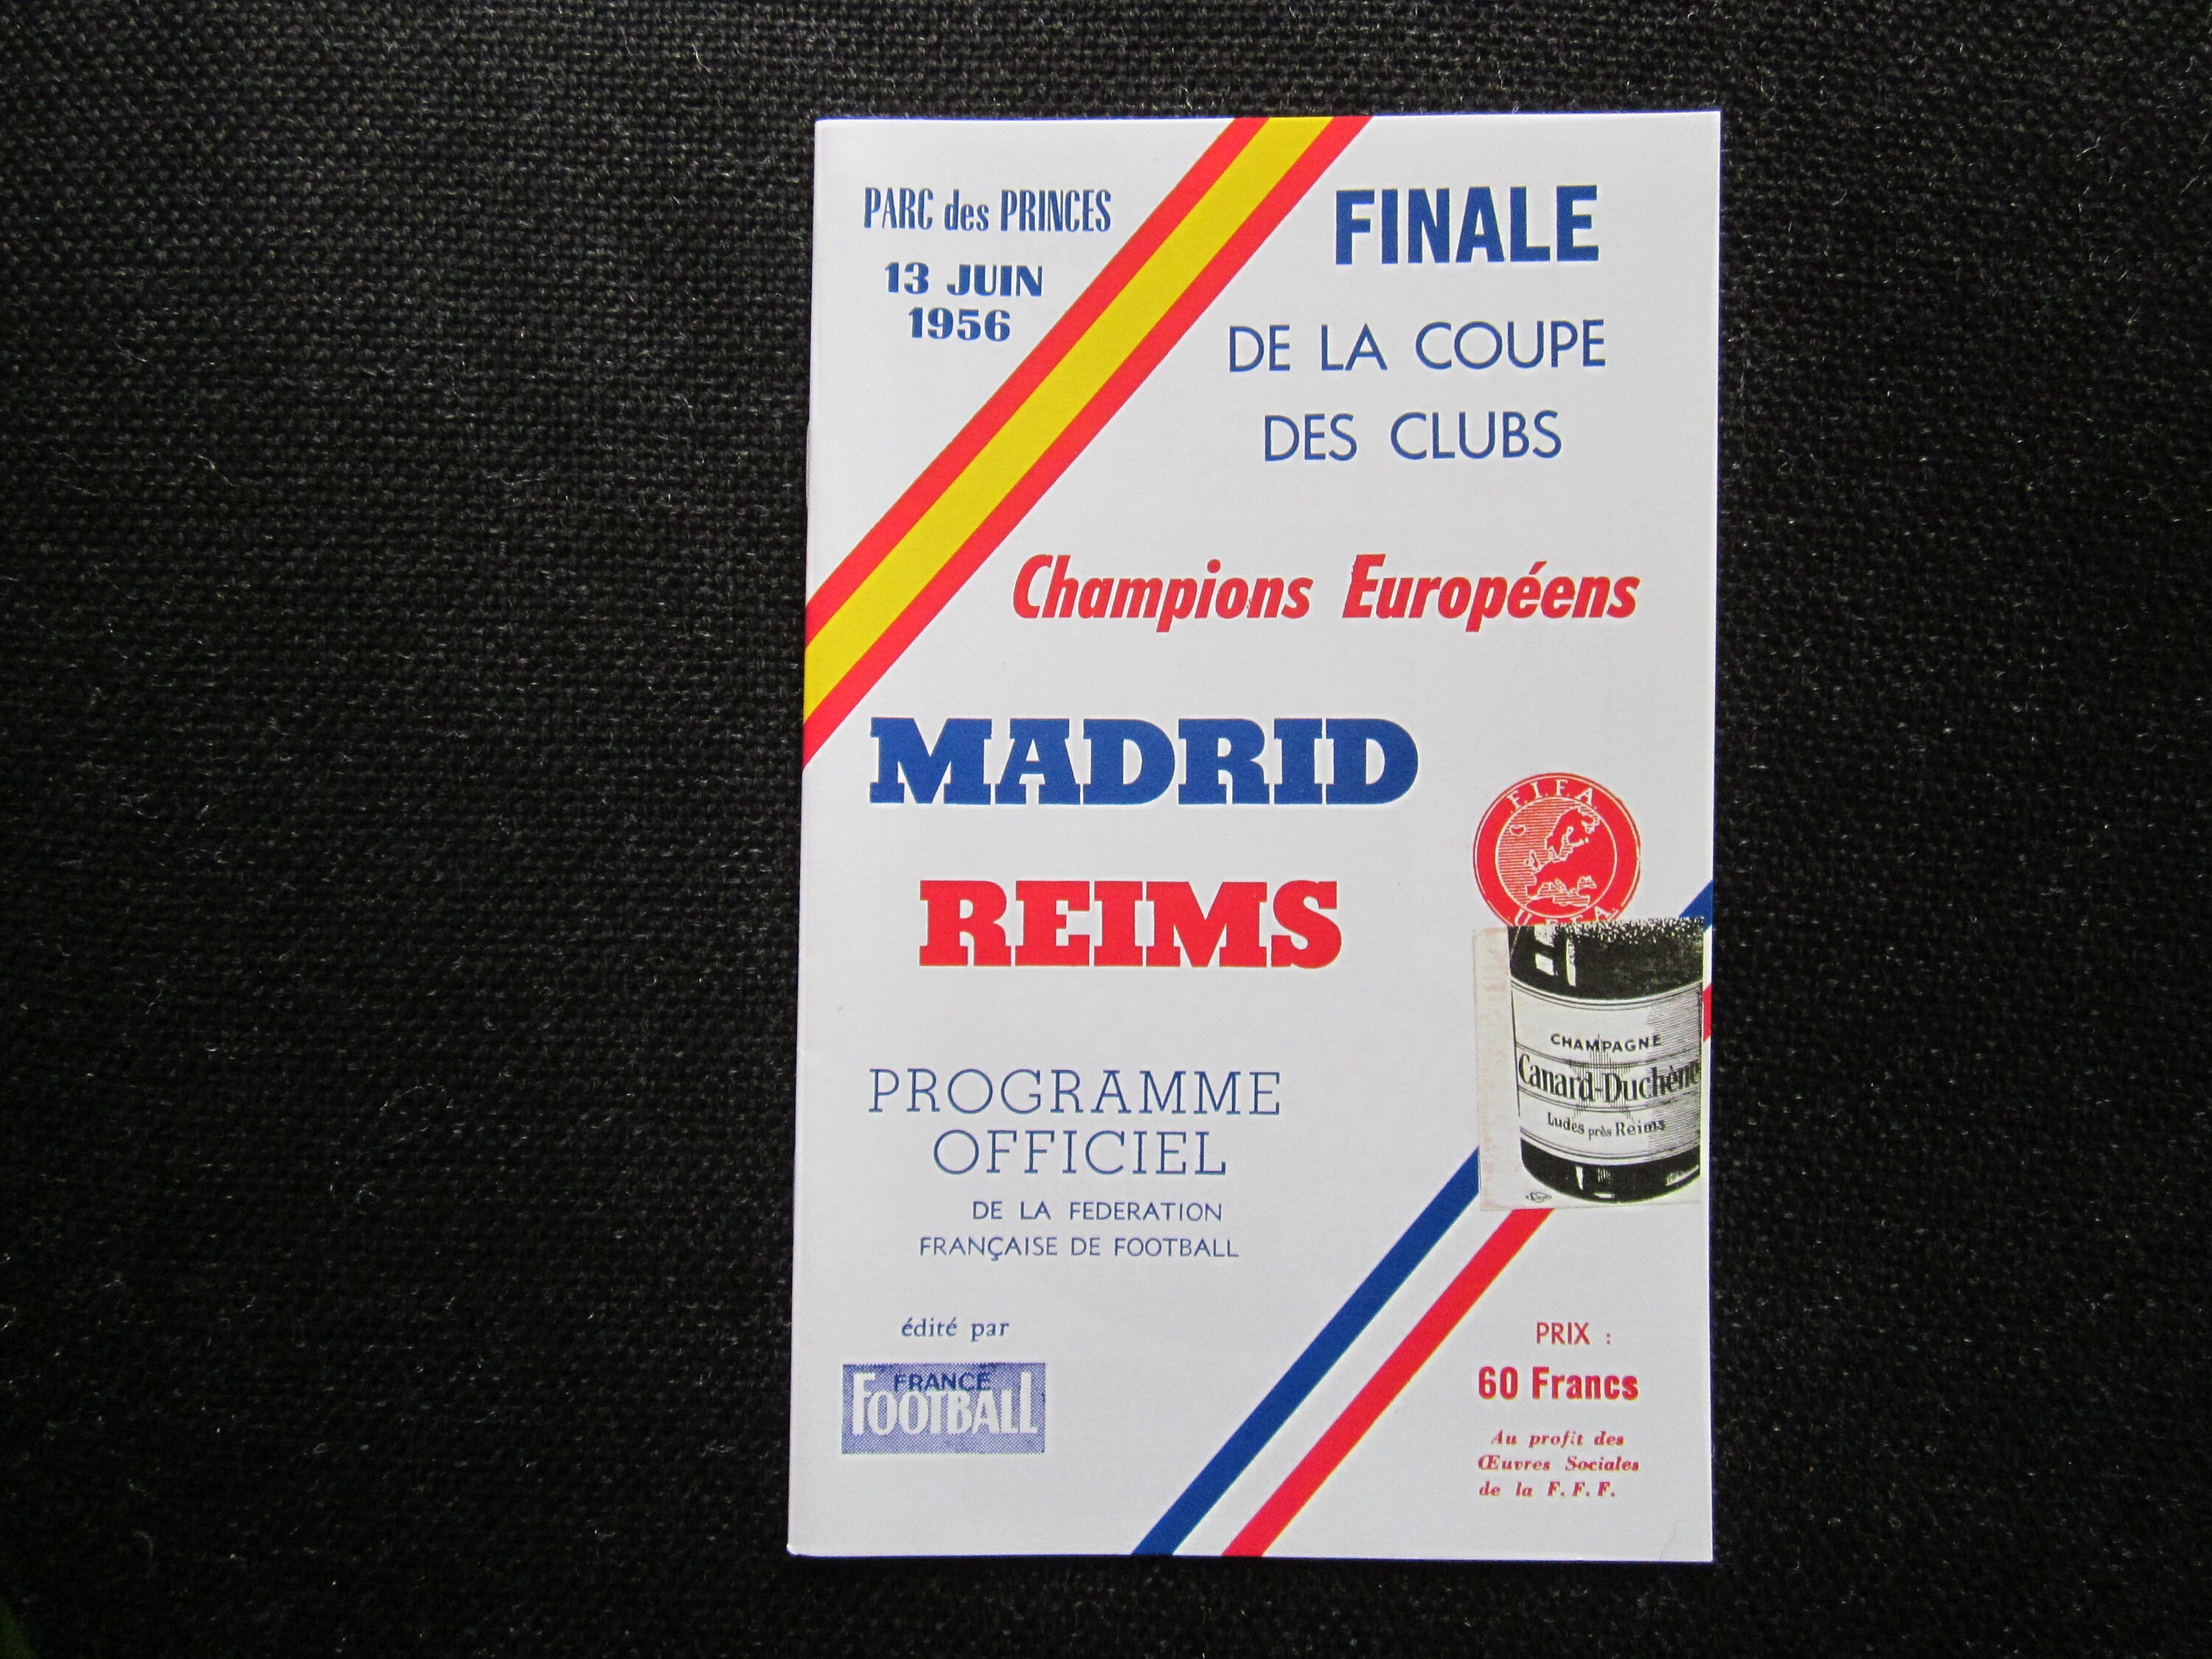 PARC des PRINCES
13 JUIN
1956
FINALE
DE LA COUPE
DES CLUBS
Champions Européens
MADRID
REIMS
F.I.F.A
U.E.F.A
CHAMPAGNE
Canard-Duchêne
Ludes près Reims
PROGRAMME
OFFICIEL
DE LA FEDERATION
FRANÇAISE DE FOOTBALL
édité par
FRANCE
FOOTBALL
PRIX :
60 Francs
Au profit des
Œuvres Sociales
de la F. F. F.